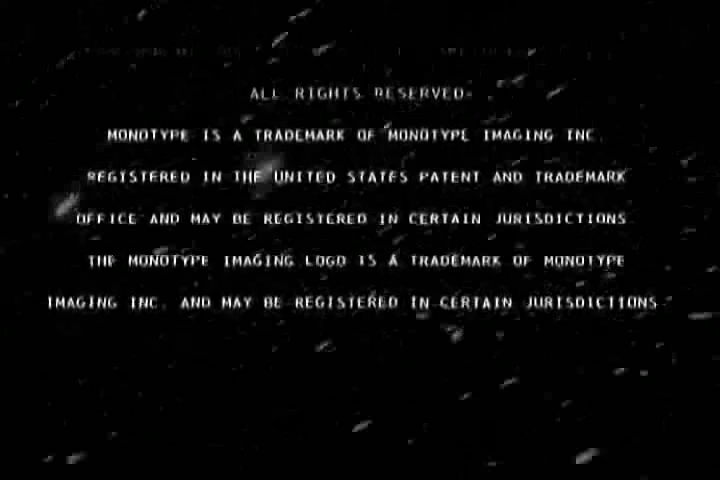 ALL RIGHTS RESERVED
MONOTYPE IS A TRADEMARK OF MONOTYPE IMAGING INC.
REGISTERED IN THE UNITED STATES PATENT AND TRADEMARK
OFFICE AND MAY BE REGISTERED IN CERTAIN JURISDICTIONS
THE MONOTYPE IMAGING LOGO IS A TRADEMARK OF MONOTYPE
IMAGING INC. AND MAY BE REGISTERED IN CERTAIN JURISDICTIONS.